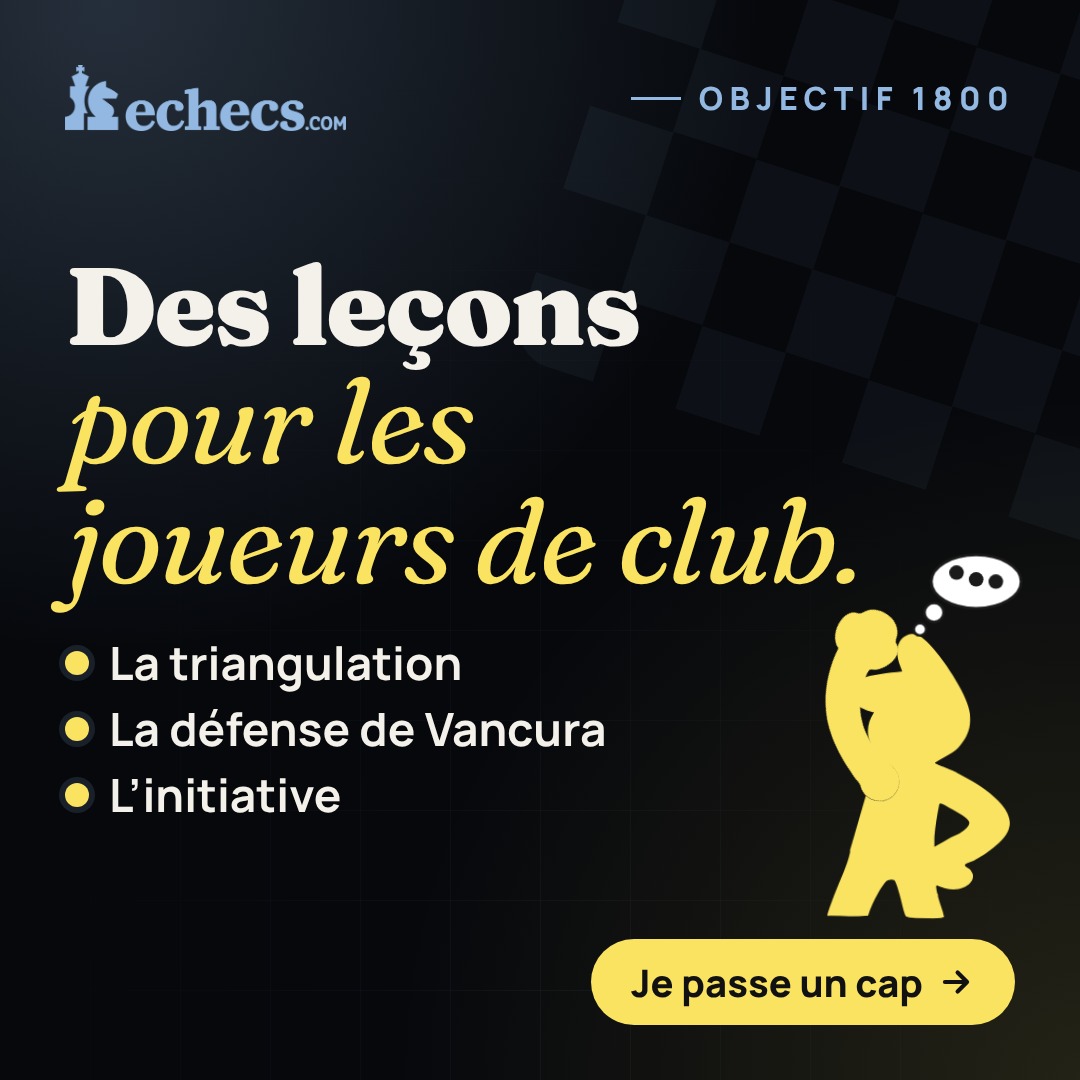 echecs.COM
OBJECTIF 1800
Des leçons
pour les
joueurs de club.
La triangulation
La défense de Vancura
L’initiative
Je passe un cap →